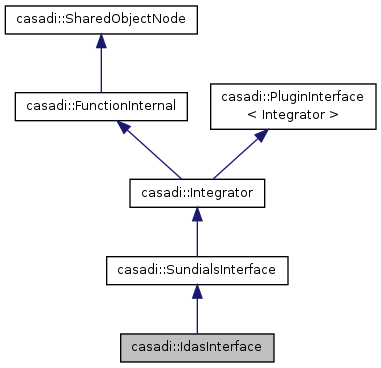 casadi::SharedObjectNode
casadi::FunctionInternal
casadi::PluginInterface
< Integrator >
casadi::Integrator
casadi::SundialsInterface
casadi::IdasInterface